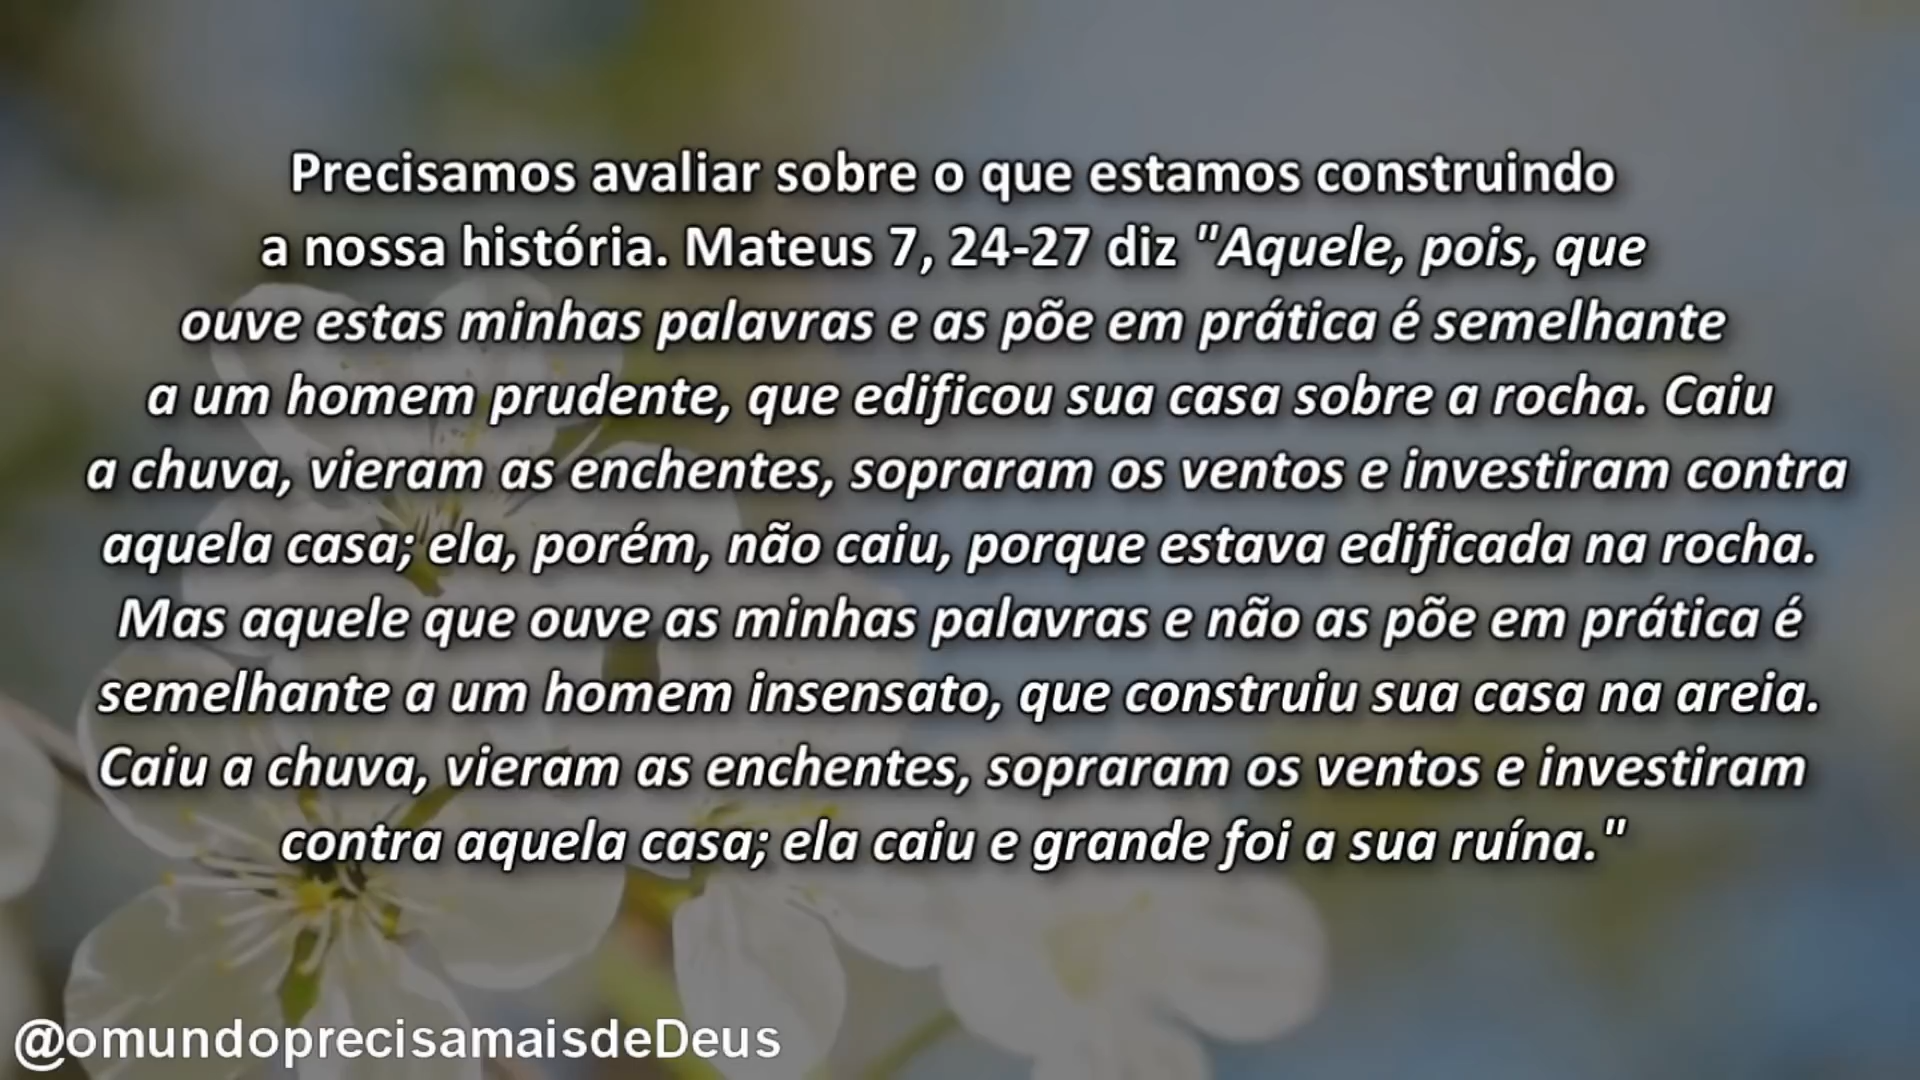 Precisamos avaliar sobre o que estamos construindo
a nossa história. Mateus 7, 24-27 diz "Aquele, pois, que
ouve estas minhas palavras e as põe em prática é semelhante
a um homem prudente, que edificou sua casa sobre a rocha. Caiu
a chuva, vieram as enchentes, sopraram os ventos e investiram contra
aquela casa; ela, porém, não caiu, porque estava edificada na rocha.
Mas aquele que ouve as minhas palavras e não as põe em prática é
semelhante a um homem insensato, que construiu sua casa na areia.
Caiu a chuva, vieram as enchentes, sopraram os ventos e investiram
contra aquela casa; ela caiu e grande foi a sua ruína."
@omundoprecisamaisdeDeus